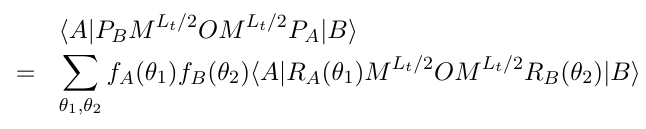 ⟨A|P_B M^{L_t/2} O M^{L_t/2} P_A|B⟩
= ∑_{θ_1,θ_2} f_A(θ_1) f_B(θ_2) ⟨A|R_A(θ_1) M^{L_t/2} O M^{L_t/2} R_B(θ_2)|B⟩